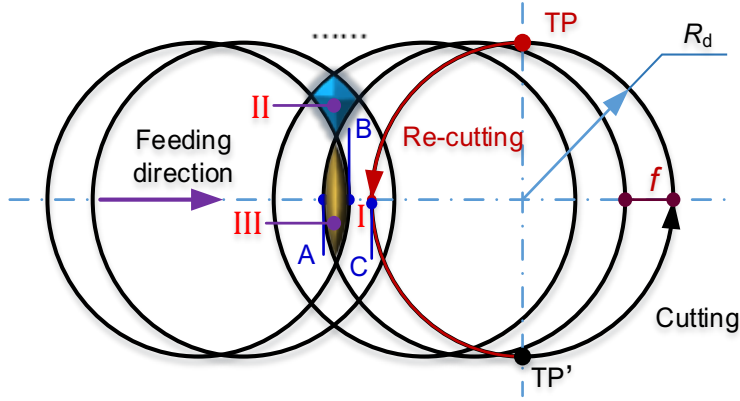 ......
TP
R_d
II
B
Re-cutting
Feeding
direction
f
I
III
A
C
Cutting
TP’